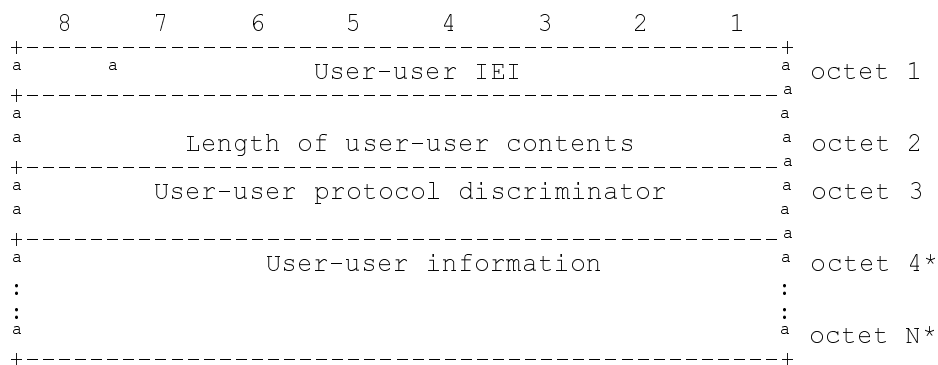 8 7 6 5 4 3 2 1
+-----------------------------------------------+
a a User-user IEI a octet 1
+-----------------------------------------------a
a a
a Length of user-user contents a octet 2
+-----------------------------------------------a
a User-user protocol discriminator a octet 3
a a
+-----------------------------------------------a
a User-user information a octet 4*
: :
: :
a a octet N*
+-----------------------------------------------+